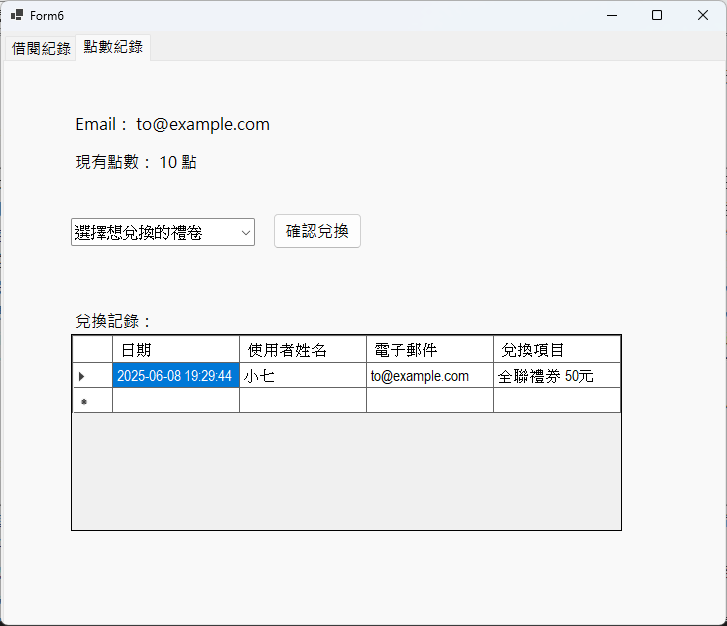 Form6
借閱紀錄 點數紀錄
Email： to@example.com
現有點數： 10 點
選擇想兌換的禮卷 確認兌換
兌換記錄：
日期 使用者姓名 電子郵件 兌換項目
2025-06-08 19:29:44 小七 to@example.com 全聯禮券 50元